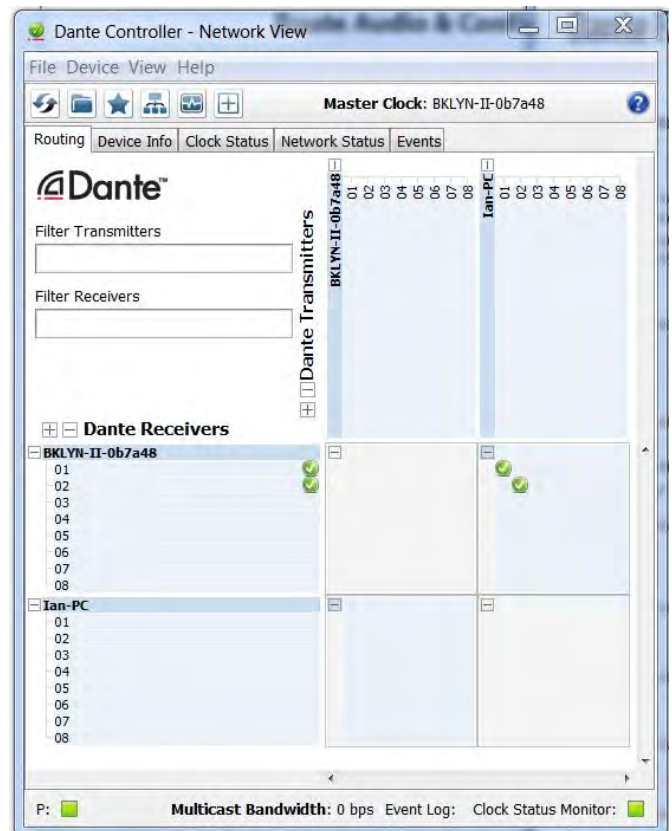 Dante Controller - Network View
File Device View Help
Master Clock: BKLYN-II-0b7a48
Routing Device Info Clock Status Network Status Events
Dante™
Filter Transmitters
Filter Receivers
Dante Transmitters
BKLYN-II-0b7a48
01 02 03 04 05 06 07 08
Ian-PC
01 02 03 04 05 06 07 08
Dante Receivers
BKLYN-II-0b7a48
01
02
03
04
05
06
07
08
Ian-PC
01
02
03
04
05
06
07
08
P: Multicast Bandwidth: 0 bps Event Log: Clock Status Monitor: